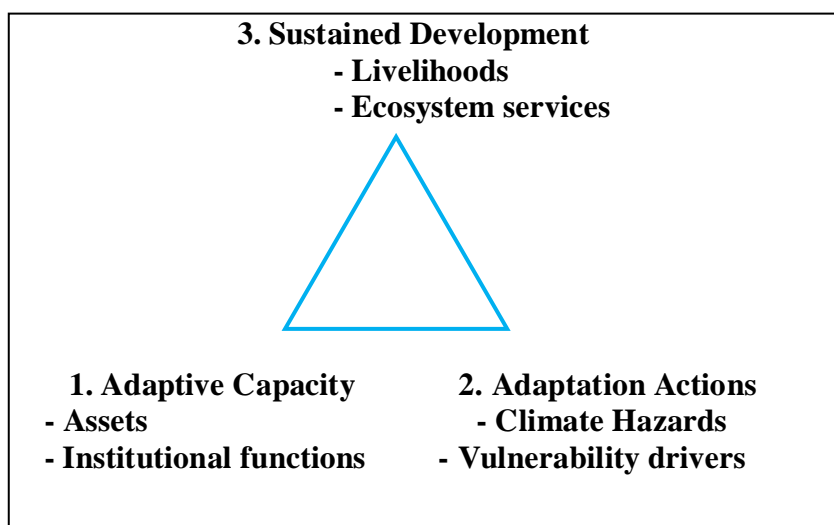 3. Sustained Development
- Livelihoods
- Ecosystem services
1. Adaptive Capacity
- Assets
- Institutional functions
2. Adaptation Actions
- Climate Hazards
- Vulnerability drivers